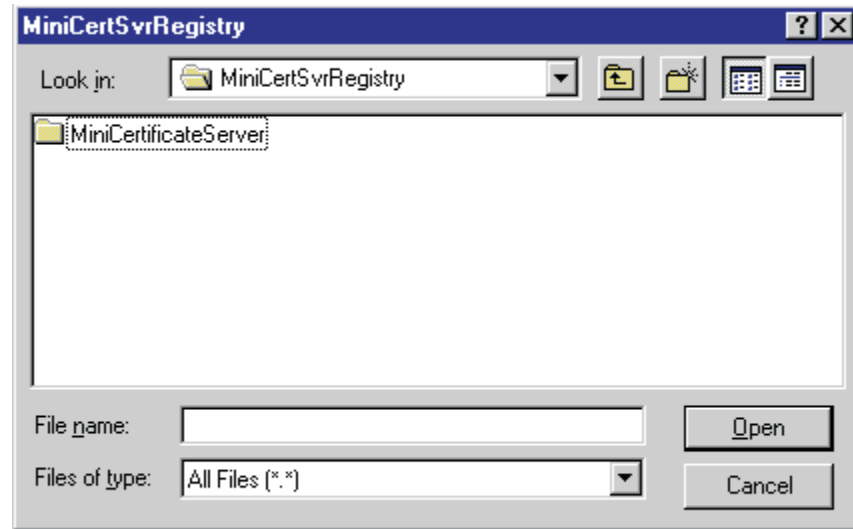 MiniCertSvrRegistry
Look in: MiniCertSvrRegistry
MiniCertificateServer
File name: Open
Files of type: All Files (*.*) Cancel